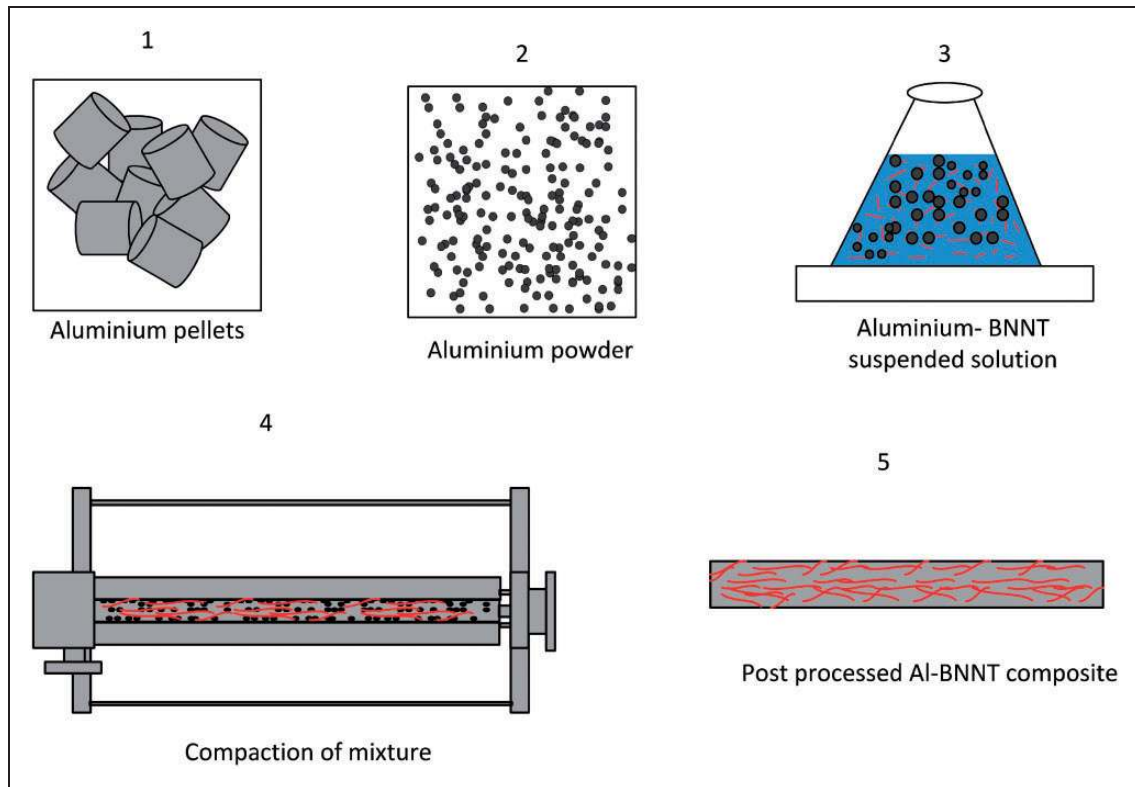 1
Aluminium pellets
2
Aluminium powder
3
Aluminium- BNNT
suspended solution
4
Compaction of mixture
5
Post processed Al-BNNT composite